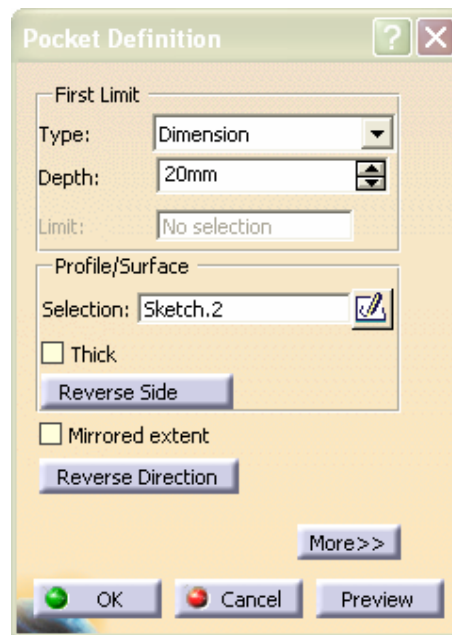 Pocket Definition ? X
First Limit
Type: Dimension
Depth: 20mm
Limit: No selection
Profile/Surface
Selection: Sketch.2
Thick
Reverse Side
Mirrored extent
Reverse Direction
More>>
OK Cancel Preview